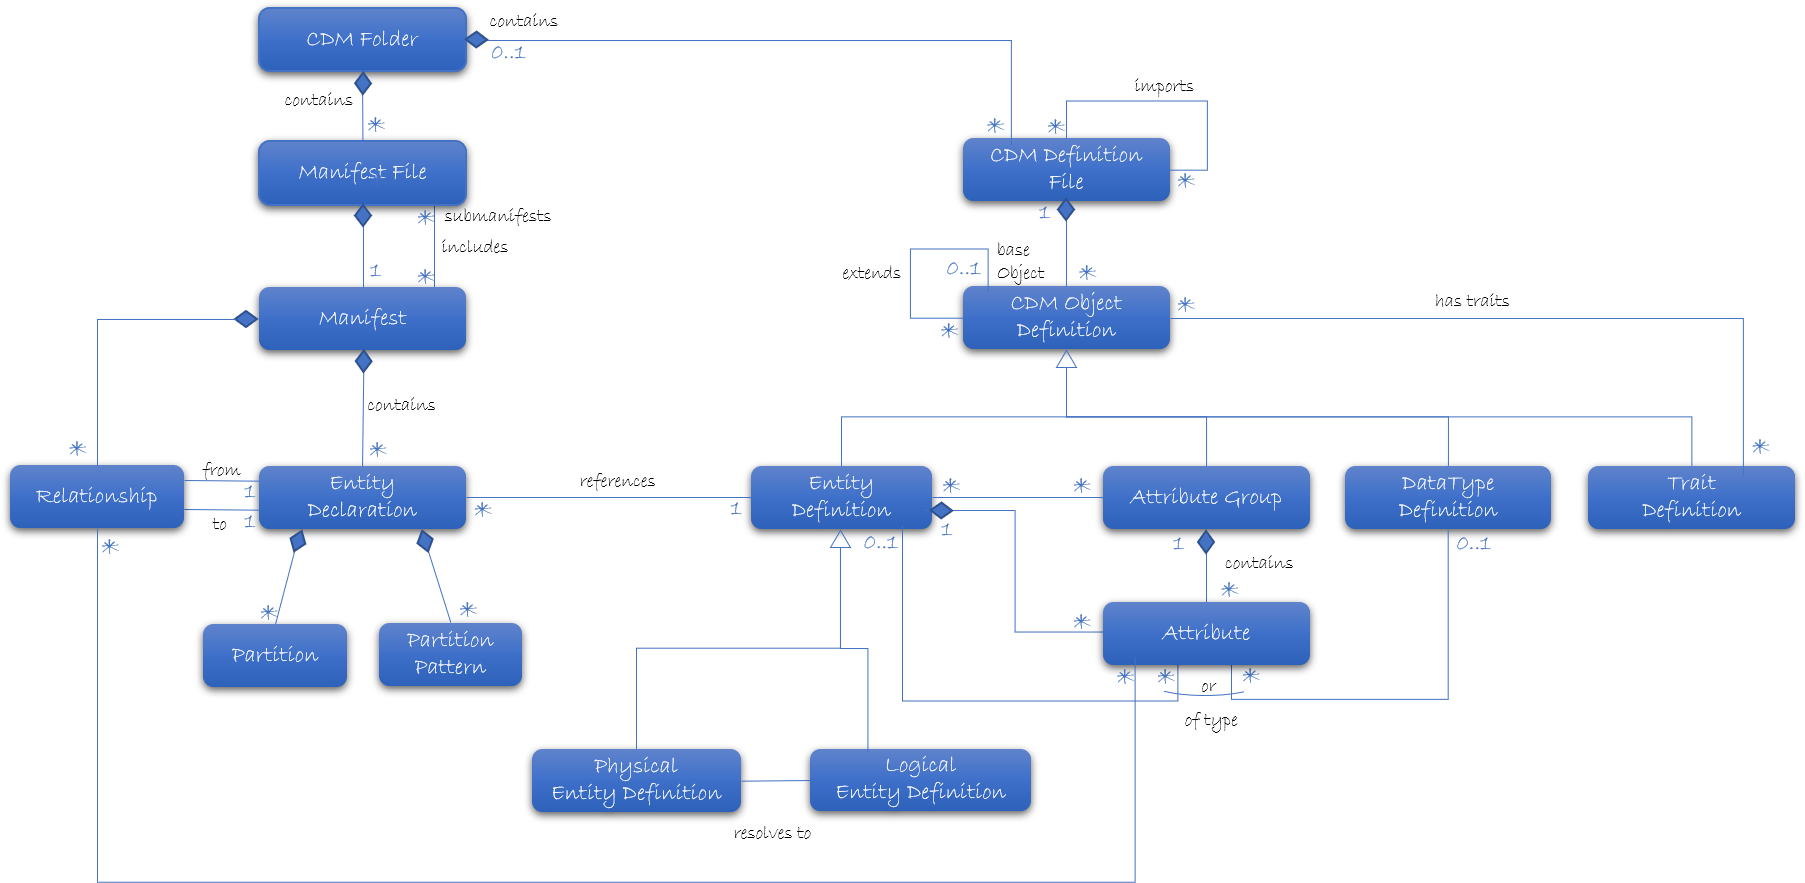 contains
CDM Folder
0..1
contains
*
imports
*
*
CDM Definition
File
*
Manifest File
1
*
submanifests
includes
1
*
base
Object
extends
0..1
*
*
has traits
CDM Object
Definition
*
Manifest
contains
*
*
*
Relationship
from
1
to
1
*
Entity
Declaration
references
*
1
Entity
Definition
*
*
1
0..1
Attribute Group
DataType
Definition
0..1
Trait
Definition
1
contains
*
*
*
Partition
*
Partition
Pattern
Attribute
*
*
*
or
of type
Physical
Entity Definition
Logical
Entity Definition
resolves to